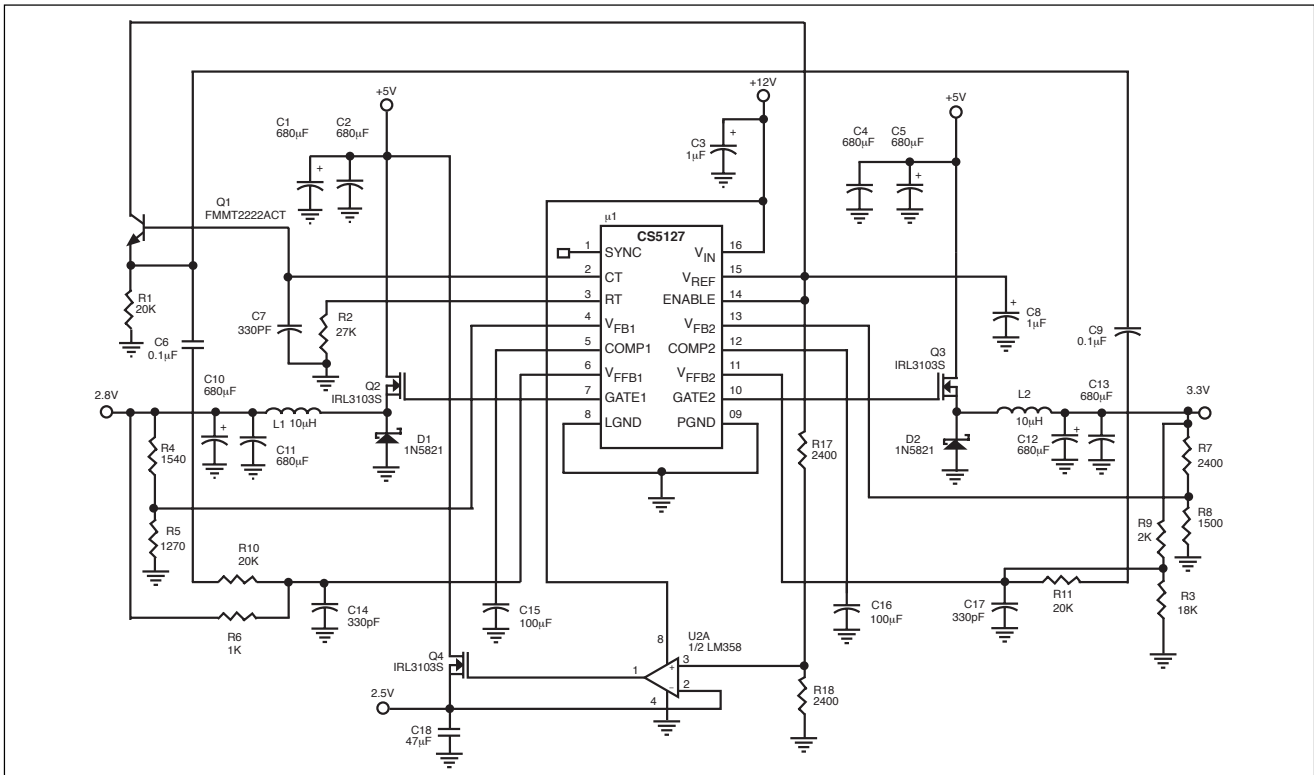 +12V
+5V
+5V
C1
680µF
C2
680µF
C3
1µF
+
C4
680µF
C5
680µF
+
+
Q1
FMMT2222ACT
µ1
CS5127
1
SYNC
VIN
16
2
CT
VREF
15
3
RT
ENABLE
14
4
VFB1
VFB2
13
5
COMP1
COMP2
12
6
VFFB1
VFFB2
11
7
GATE1
GATE2
10
8
LGND
PGND
09
R1
20K
C7
330PF
R2
27K
C6
0.1µF
C8
1µF
+
C9
0.1µF
Q2
IRL3103S
Q3
IRL3103S
2.8V
C10
680µF
+
C11
680µF
L1
10µH
D1
1N5821
R4
1540
R5
1270
R17
2400
D2
1N5821
L2
10µH
C12
680µF
+
C13
680µF
3.3V
R7
2400
R8
1500
R9
2K
R3
18K
R10
20K
R6
1K
C14
330pF
C15
100µF
C16
100µF
C17
330pF
R11
20K
Q4
IRL3103S
U2A
1/2 LM358
8
1
3
+
2
-
4
R18
2400
2.5V
C18
47µF